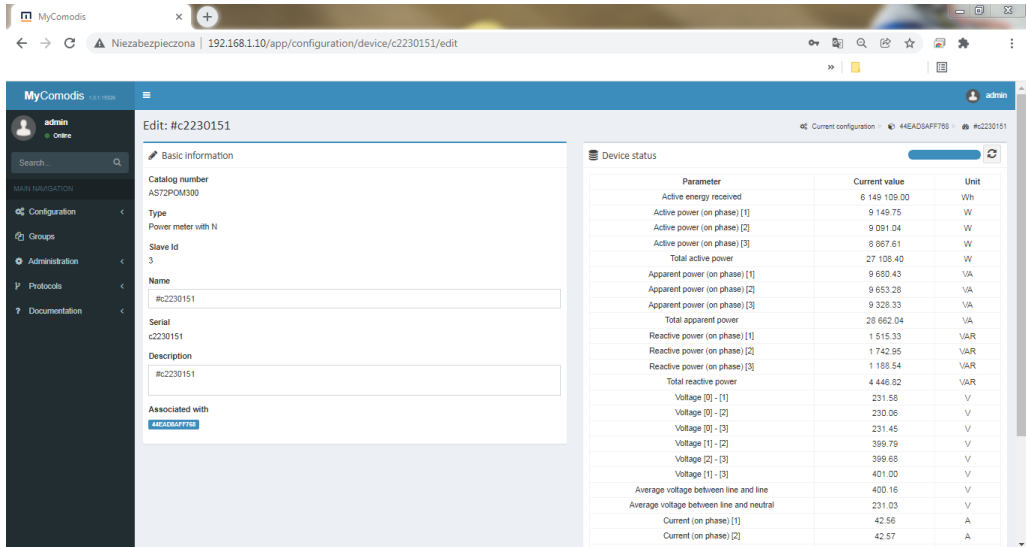 MyComodis
Niezabezpieczona | 192.168.1.10/app/configuration/device/c2230151/edit
»
MyComodis
admin
admin
Online
Search...
MAIN NAVIGATION
Configuration
Groups
Administration
Protocols
Documentation
Edit: #c2230151
Current configuration > 44EAD8AFF768 > #c2230151
Basic information
Catalog number
AS72POM300
Type
Power meter with N
Slave Id
3
Name
#c2230151
Serial
c2230151
Description
#c2230151
Associated with
44EAD8AFF768
Device status
Parameter Current value Unit
Active energy received 6 149 109.00 Wh
Active power (on phase) [1] 9 149.75 W
Active power (on phase) [2] 9 091.04 W
Active power (on phase) [3] 8 867.61 W
Total active power 27 108.40 W
Apparent power (on phase) [1] 9 680.43 VA
Apparent power (on phase) [2] 9 653.28 VA
Apparent power (on phase) [3] 9 328.33 VA
Total apparent power 28 662.04 VA
Reactive power (on phase) [1] 1 515.33 VAR
Reactive power (on phase) [2] 1 742.95 VAR
Reactive power (on phase) [3] 1 188.54 VAR
Total reactive power 4 446.82 VAR
Voltage [0] - [1] 231.58 V
Voltage [0] - [2] 230.06 V
Voltage [0] - [3] 231.45 V
Voltage [1] - [2] 399.79 V
Voltage [2] - [3] 399.68 V
Voltage [1] - [3] 401.00 V
Average voltage between line and line 400.16 V
Average voltage between line and neutral 231.03 V
Current (on phase) [1] 42.56 A
Current (on phase) [2] 42.57 A